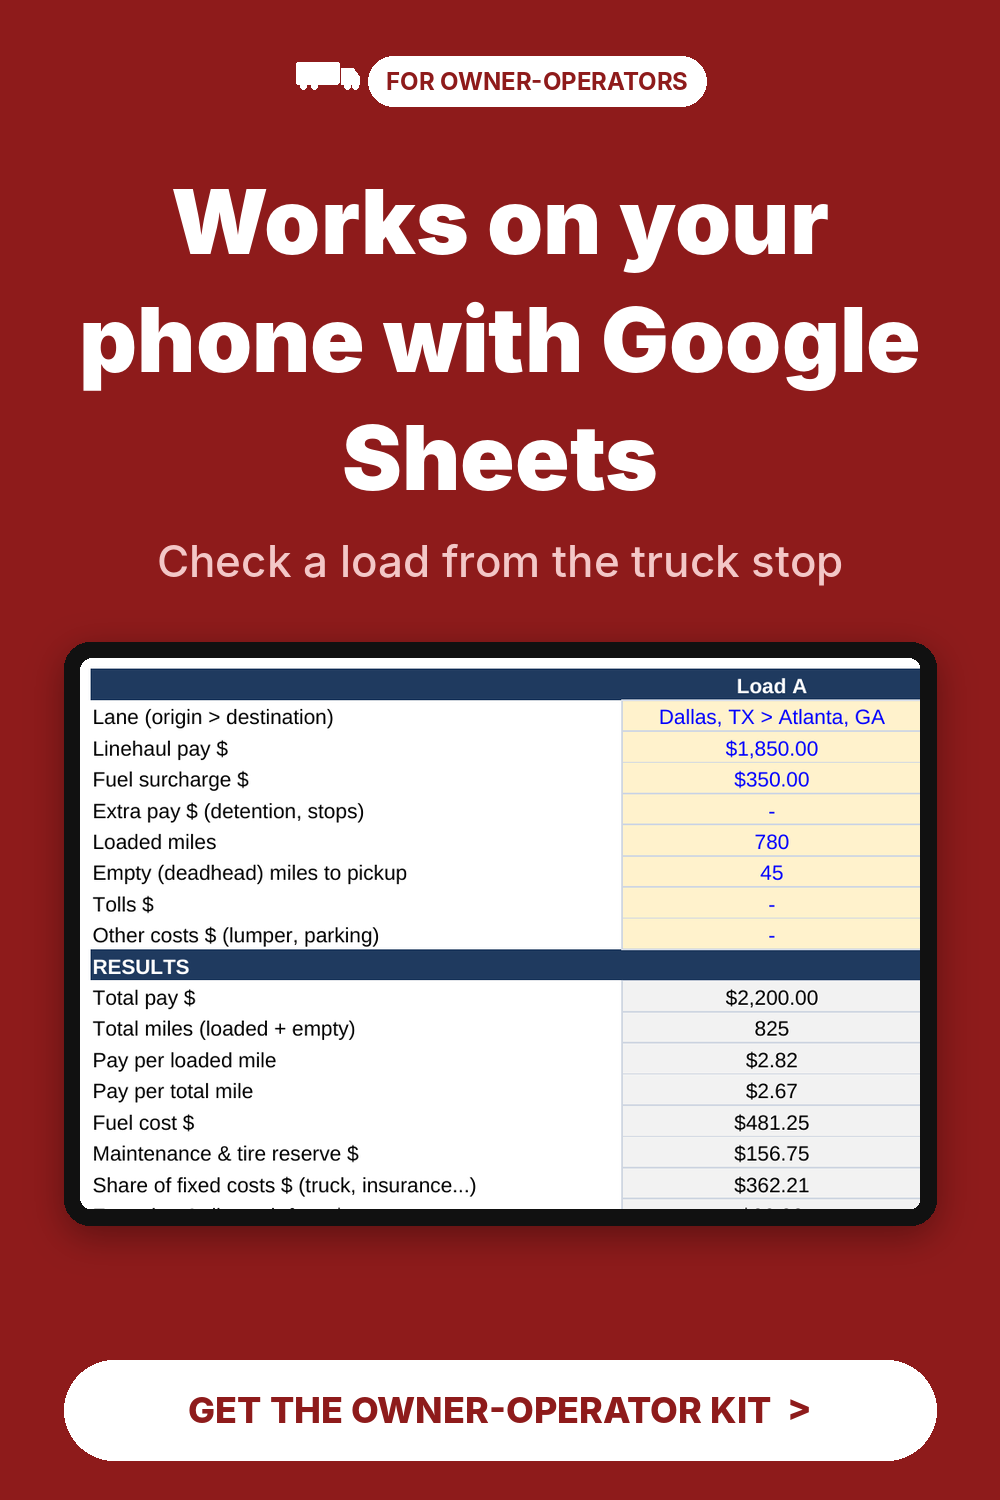 FOR OWNER-OPERATORS
Works on your
phone with Google
Sheets
Check a load from the truck stop
Load A
Lane (origin > destination) Dallas, TX > Atlanta, GA
Linehaul pay $ $1,850.00
Fuel surcharge $ $350.00
Extra pay $ (detention, stops) -
Loaded miles 780
Empty (deadhead) miles to pickup 45
Tolls $ -
Other costs $ (lumper, parking) -
RESULTS
Total pay $ $2,200.00
Total miles (loaded + empty) 825
Pay per loaded mile $2.82
Pay per total mile $2.67
Fuel cost $ $481.25
Maintenance & tire reserve $ $156.75
Share of fixed costs $ (truck, insurance...) $362.21
GET THE OWNER-OPERATOR KIT >